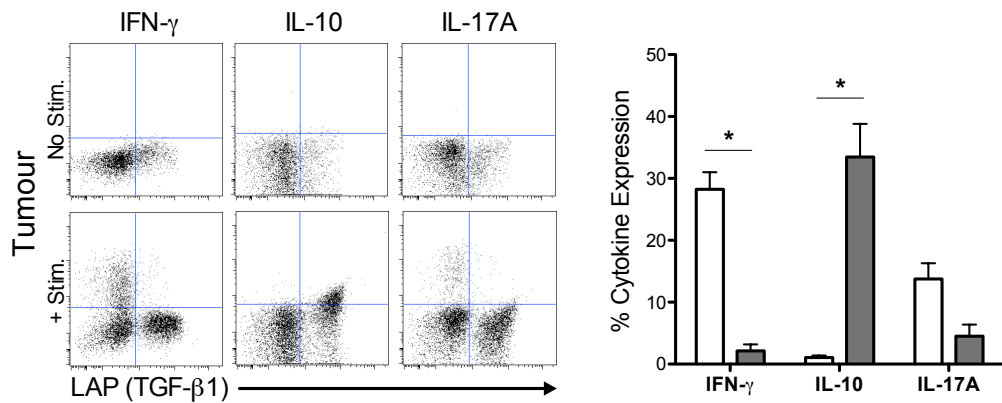 IFN-γ IL-10 IL-17A
No Stim.
Tumour
+ Stim.
LAP (TGF-β1)
50
40
30
20
10
0
% Cytokine Expression
* *
IFN-γ IL-10 IL-17A